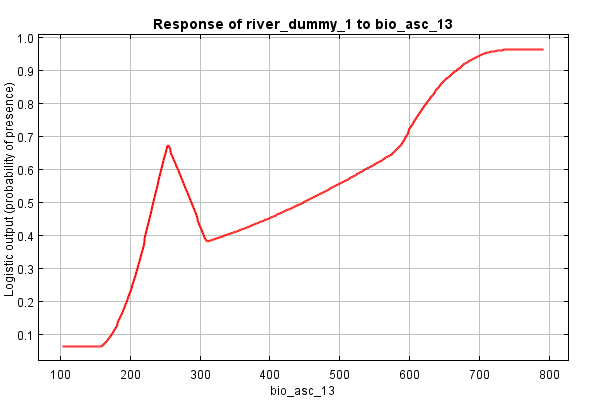 Response of river_dummy_1 to bio_asc_13
Logistic output (probability of presence)
1.0
0.9
0.8
0.7
0.6
0.5
0.4
0.3
0.2
0.1
100 200 300 400 500 600 700 800
bio_asc_13